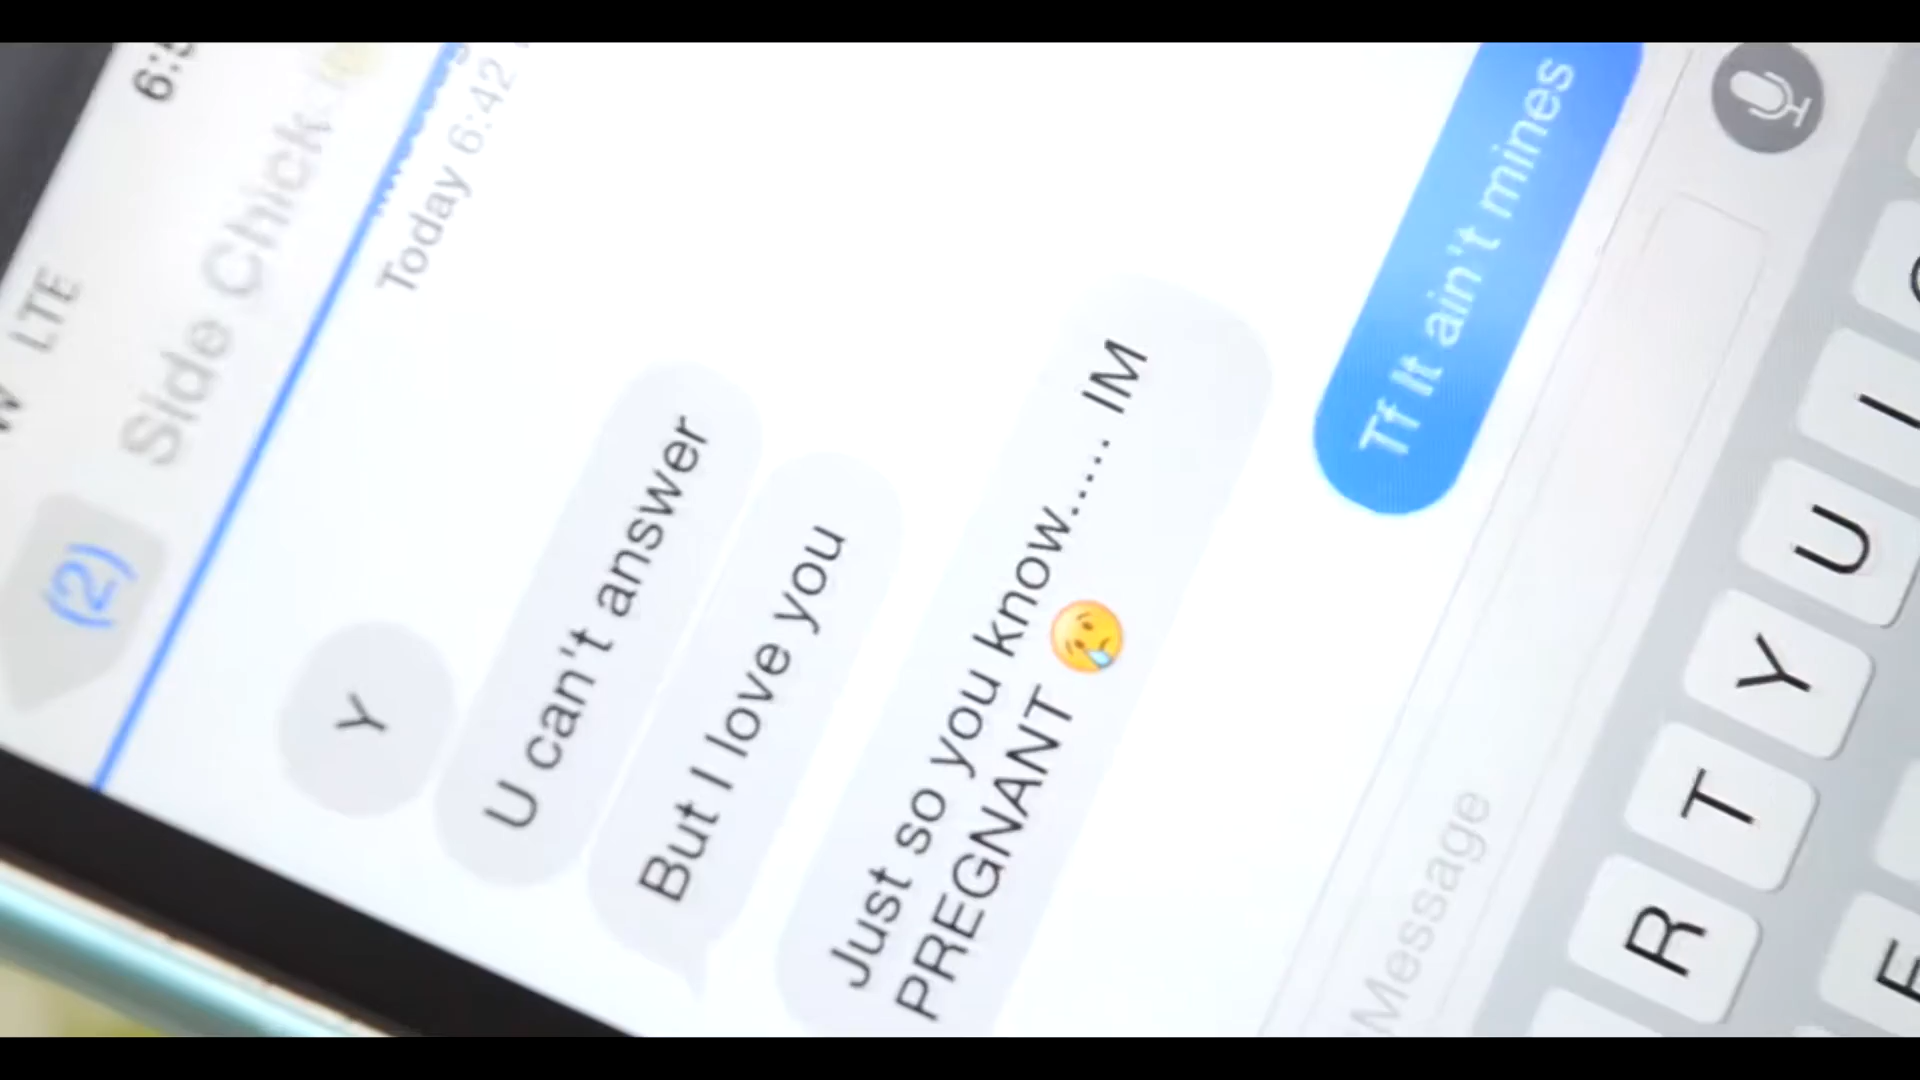 LTE
(2)
Side Chick
Today 6:42
Y
U can't answer
But I love you
Just so you know..... IM
PREGNANT 😢
Tf It ain't mines
iMessage
R T Y U I
F